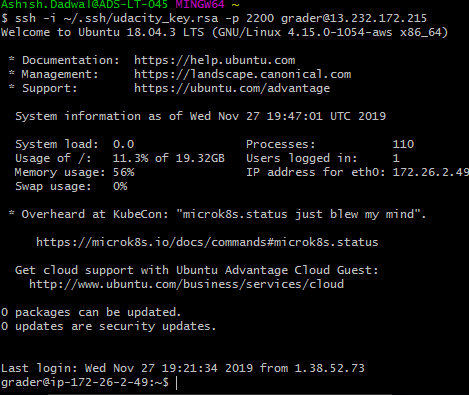 Ashish.Dadwal@ADS-LT-045 MINGW64 ~
$ ssh -i ~/.ssh/udacity_key.rsa -p 2200 grader@13.232.172.215
Welcome to Ubuntu 18.04.3 LTS (GNU/Linux 4.15.0-1054-aws x86_64)

 * Documentation:  https://help.ubuntu.com
 * Management:     https://landscape.canonical.com
 * Support:        https://ubuntu.com/advantage

  System information as of Wed Nov 27 19:47:01 UTC 2019

  System load:  0.0                Processes:           110
  Usage of /:   11.3% of 19.32GB   Users logged in:     1
  Memory usage: 56%                IP address for eth0: 172.26.2.49
  Swap usage:   0%

 * Overheard at KubeCon: "microk8s.status just blew my mind".

     https://microk8s.io/docs/commands#microk8s.status

  Get cloud support with Ubuntu Advantage Cloud Guest:
    http://www.ubuntu.com/business/services/cloud

0 packages can be updated.
0 updates are security updates.


Last login: Wed Nov 27 19:21:34 2019 from 1.38.52.73
grader@ip-172-26-2-49:~$